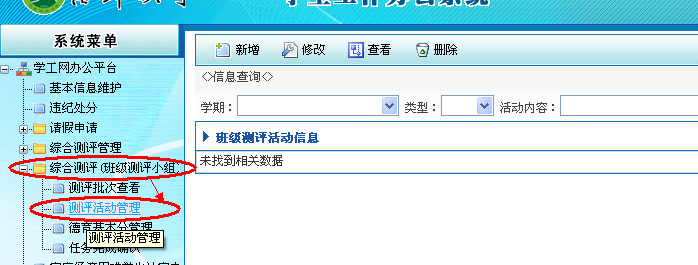 系统菜单
新增 修改 查看 删除
学工网办公平台
基本信息维护
违纪处分
请假申请
综合测评管理
综合测评(班级测评小组
测评批次查看
测评活动管理
德育基本分管理
测评活动管理
◇信息查询◇
学期: 类型: 活动内容:
班级测评活动信息
未找到相关数据